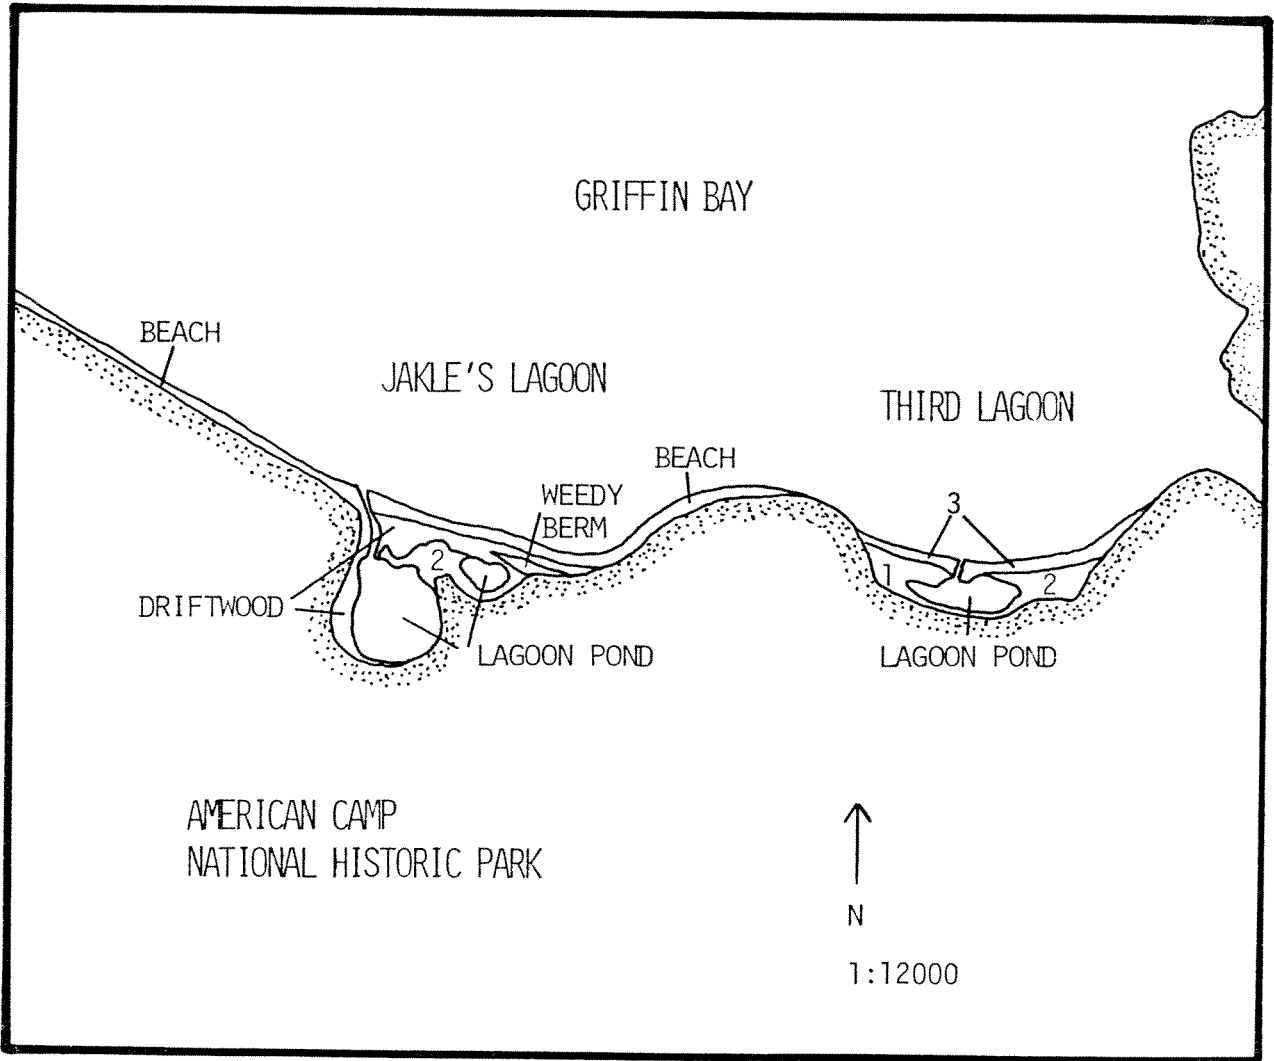 GRIFFIN BAY
BEACH
JAKLE'S LAGOON
THIRD LAGOON
BEACH
WEEDY
BERM
3
2
1
2
DRIFTWOOD
LAGOON POND
LAGOON POND
AMERICAN CAMP
NATIONAL HISTORIC PARK
N
1:12000